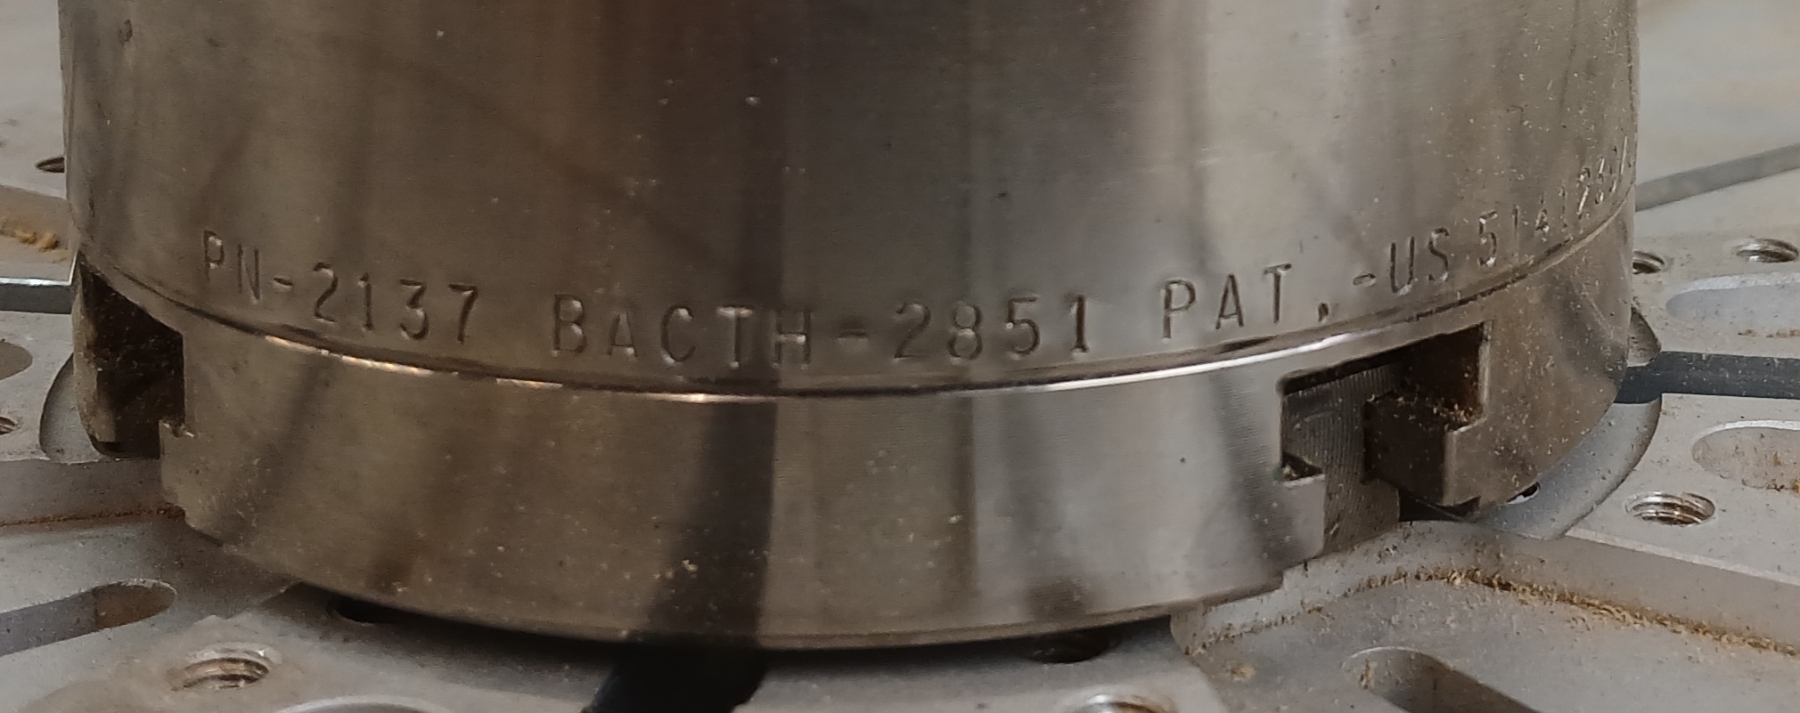 PN-2137 BACTH-2851 PAT. -US